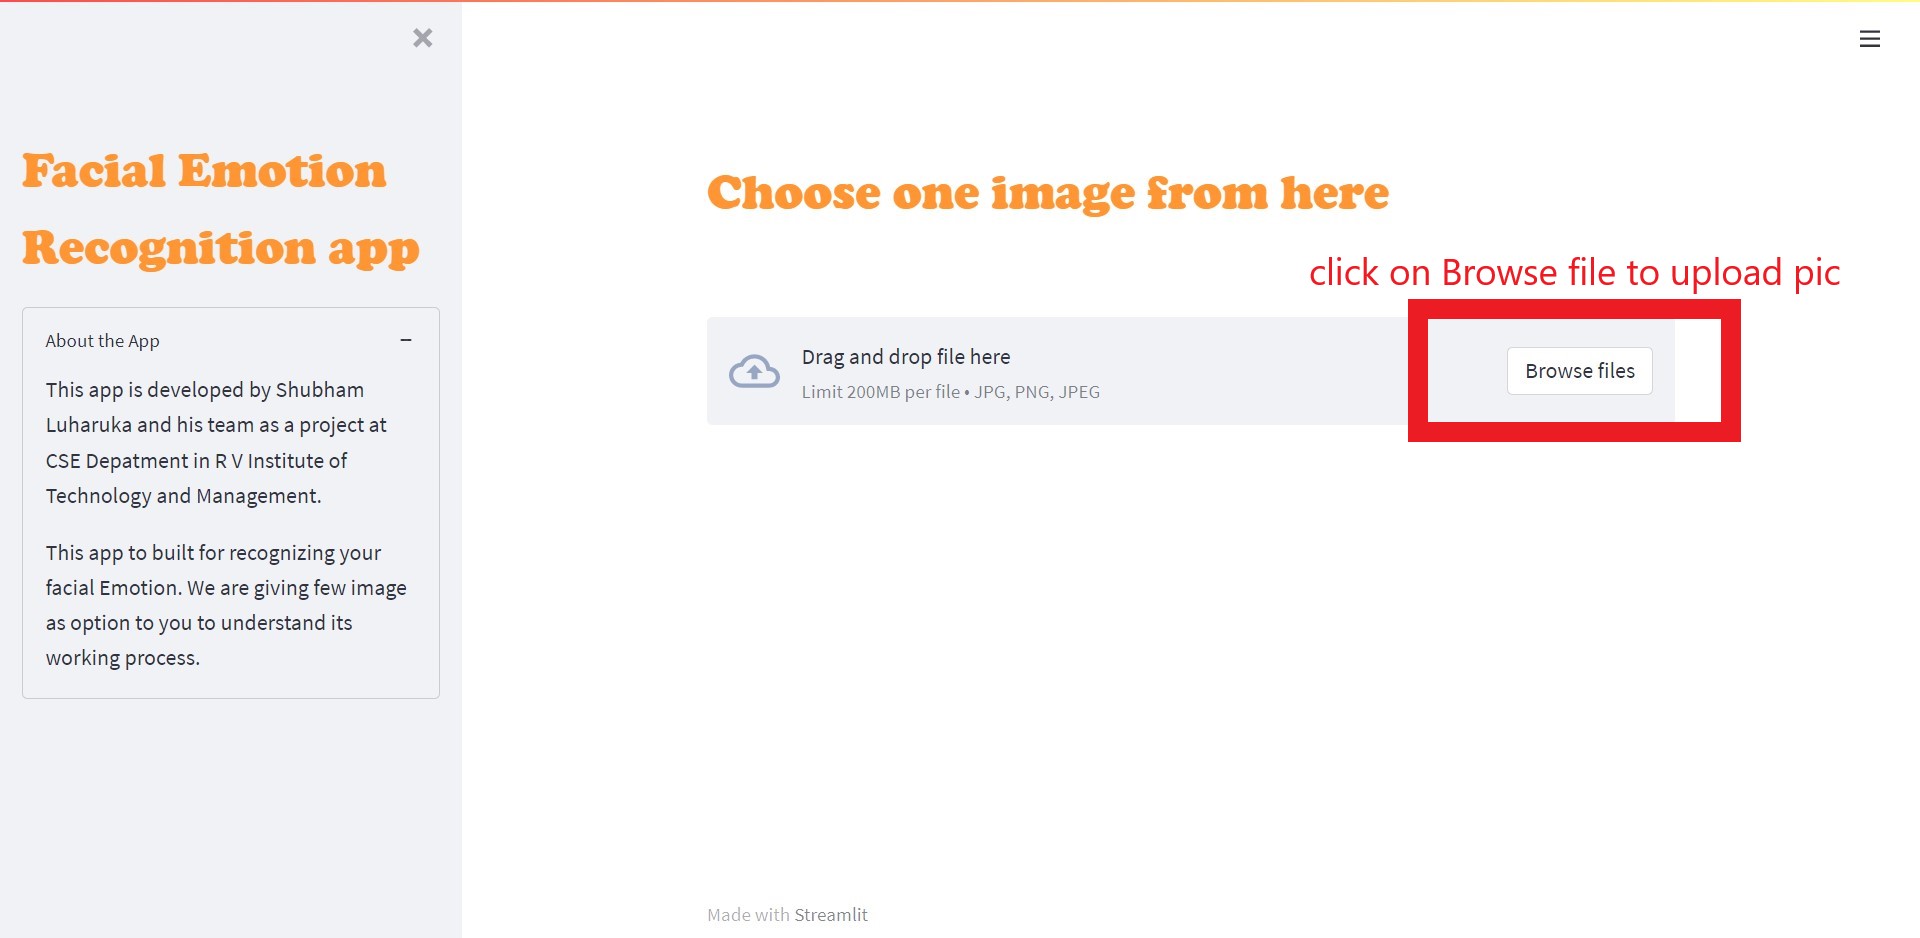 Facial Emotion
Recognition app
About the App
This app is developed by Shubham
Luharuka and his team as a project at
CSE Depatment in R V Institute of
Technology and Management.
This app to built for recognizing your
facial Emotion. We are giving few image
as option to you to understand its
working process.
Choose one image from here
click on Browse file to upload pic
Drag and drop file here
Limit 200MB per file • JPG, PNG, JPEG
Browse files
Made with Streamlit